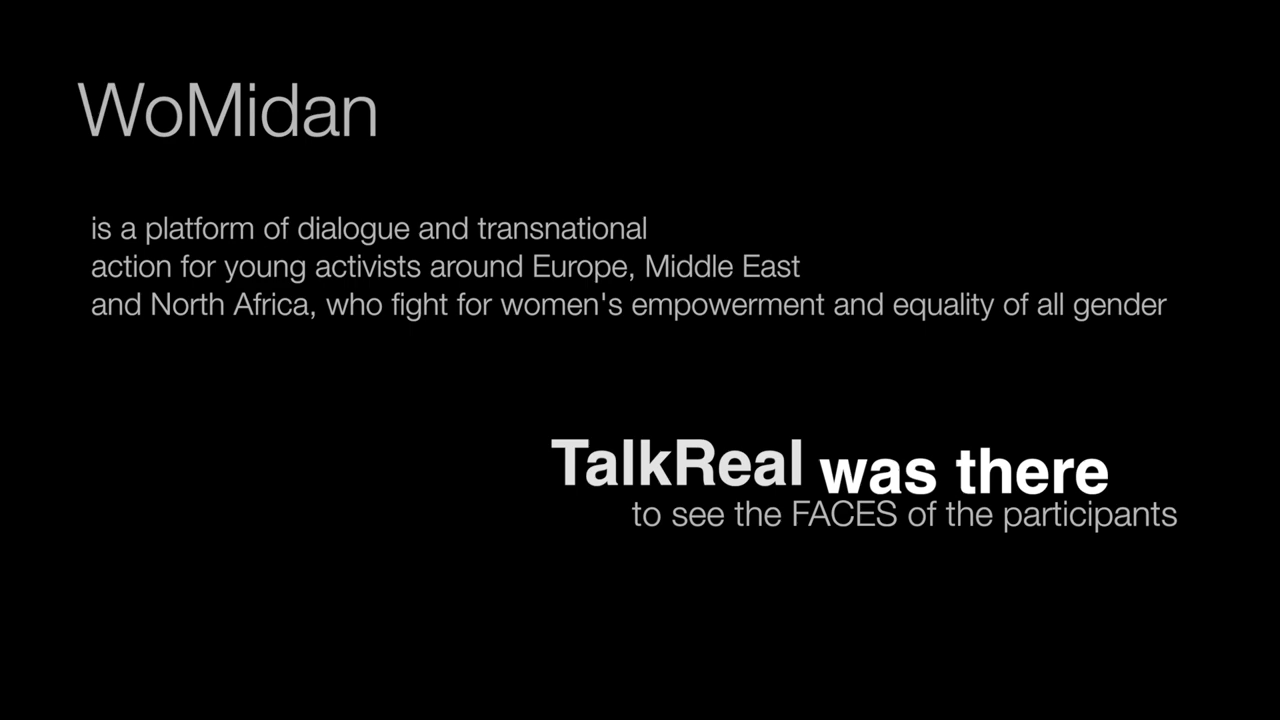 WoMidan
is a platform of dialogue and transnational
action for young activists around Europe, Middle East
and North Africa, who fight for women's empowerment and equality of all gender
TalkReal was there
to see the FACES of the participants